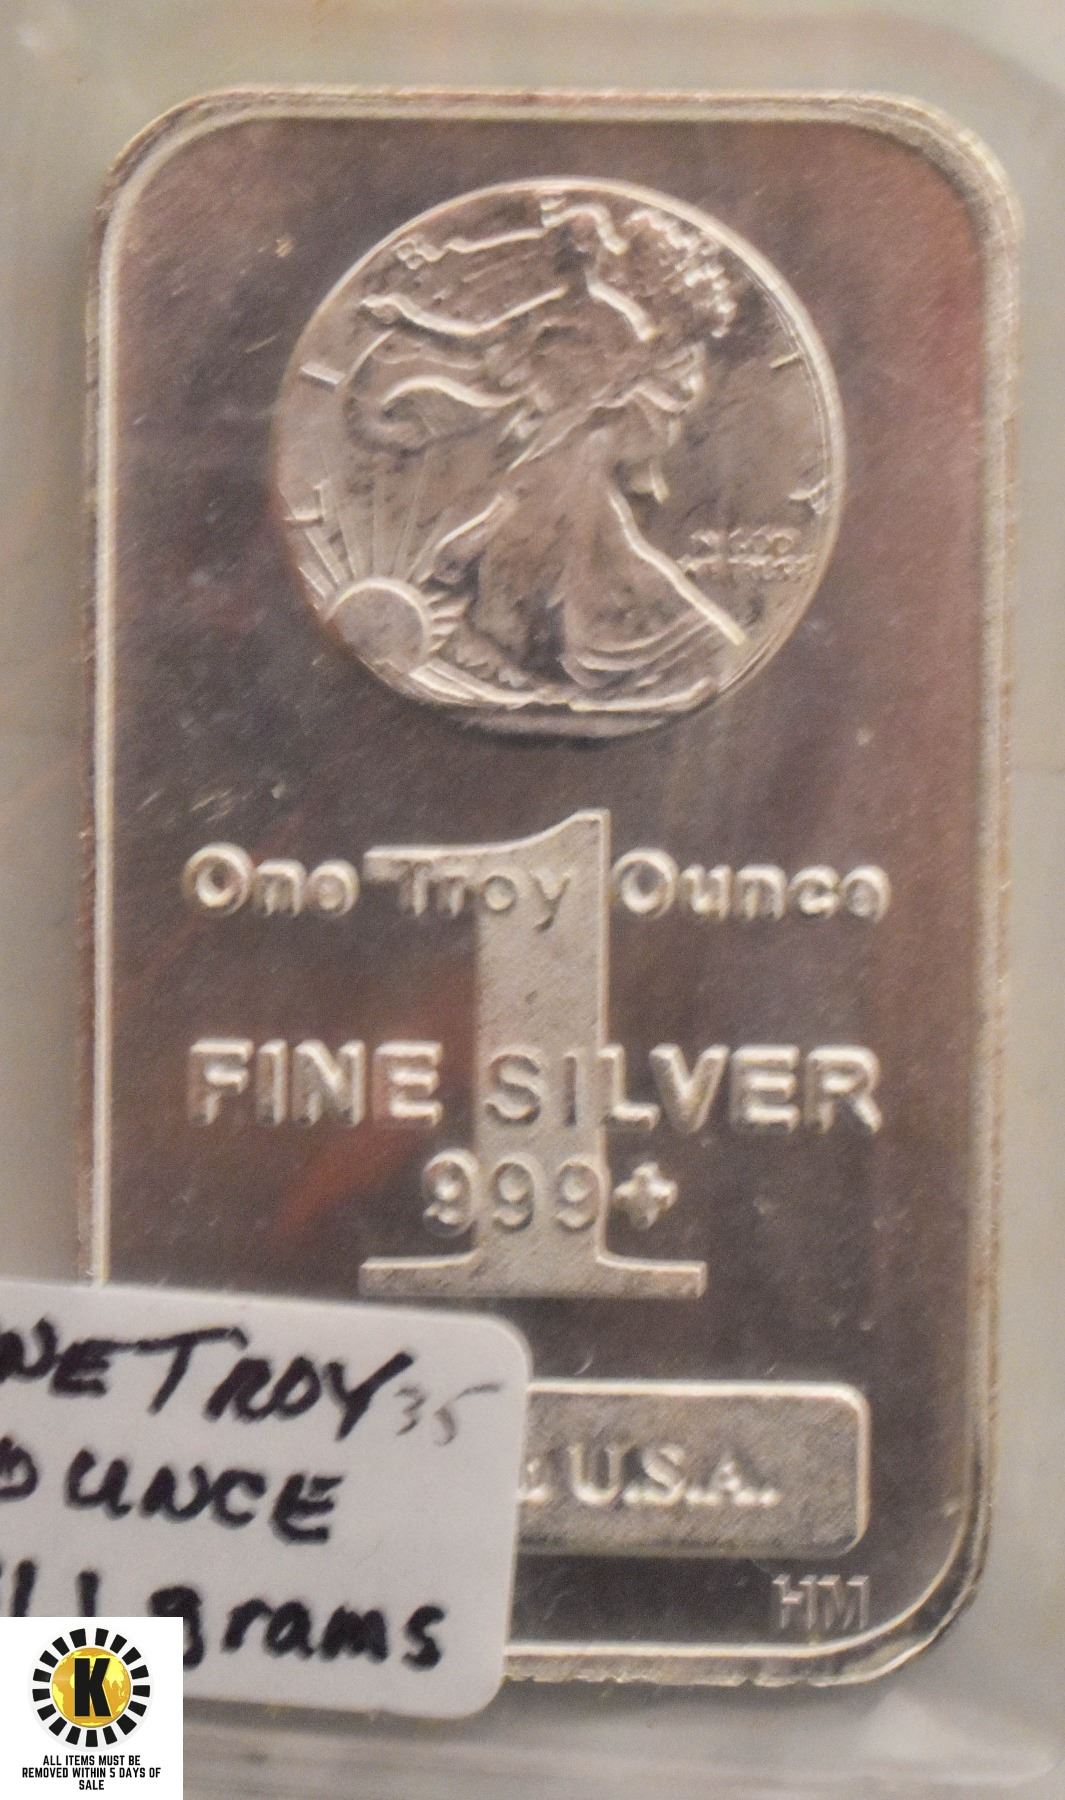 One Troy Ounce
1
FINE SILVER
999+
U.S.A.
HM
NE TROY 35
OUNCE
grams
K
ALL ITEMS MUST BE
REMOVED WITHIN 5 DAYS OF
SALE